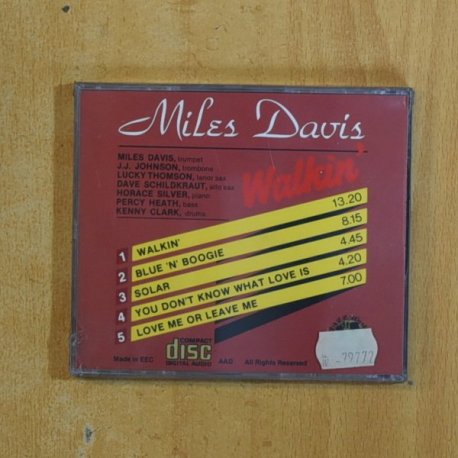 Miles Davis
Walkin'
MILES DAVIS, trumpet
J.J. JOHNSON, trombone
LUCKY THOMSON, tenor sax
DAVE SCHILDKRAUT, alto sax
HORACE SILVER, piano
PERCY HEATH, bass
KENNY CLARK, drums
1 WALKIN' 13.20
2 BLUE 'N' BOOGIE 8.15
3 SOLAR 4.45
4 YOU DON'T KNOW WHAT LOVE IS 4.20
5 LOVE ME OR LEAVE ME 7.00
Made in EEC
COMPACT
disc
DIGITAL AUDIO
AAD
All Rights Reserved